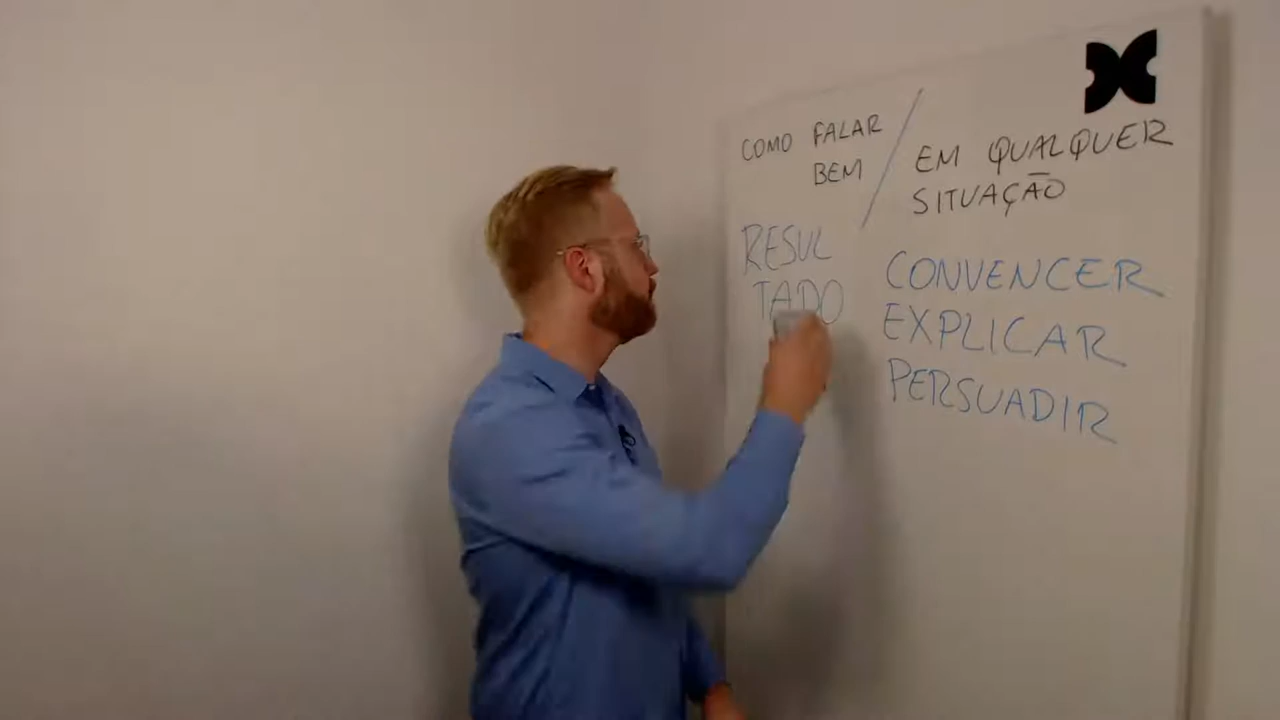 COMO FALAR
BEM
EM QUALQUER
SITUAÇÃO
RESUL
TADO
CONVENCER
EXPLICAR
PERSUADIR